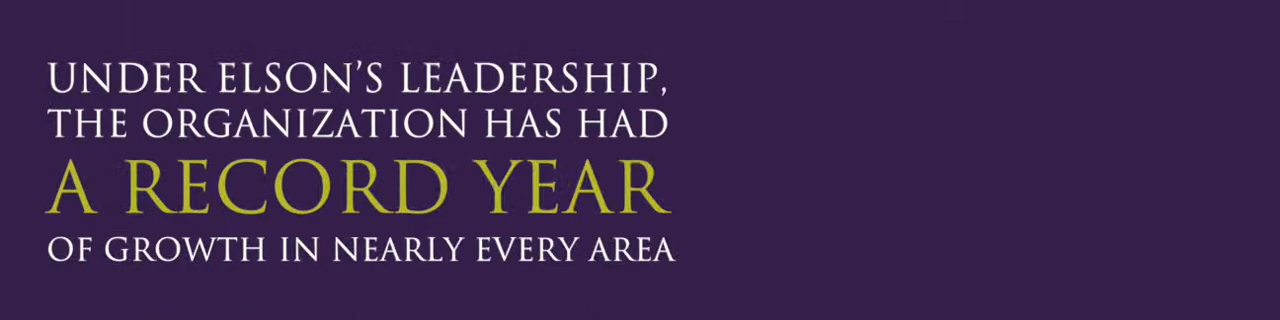 UNDER ELSON'S LEADERSHIP,
THE ORGANIZATION HAS HAD
A RECORD YEAR
OF GROWTH IN NEARLY EVERY AREA